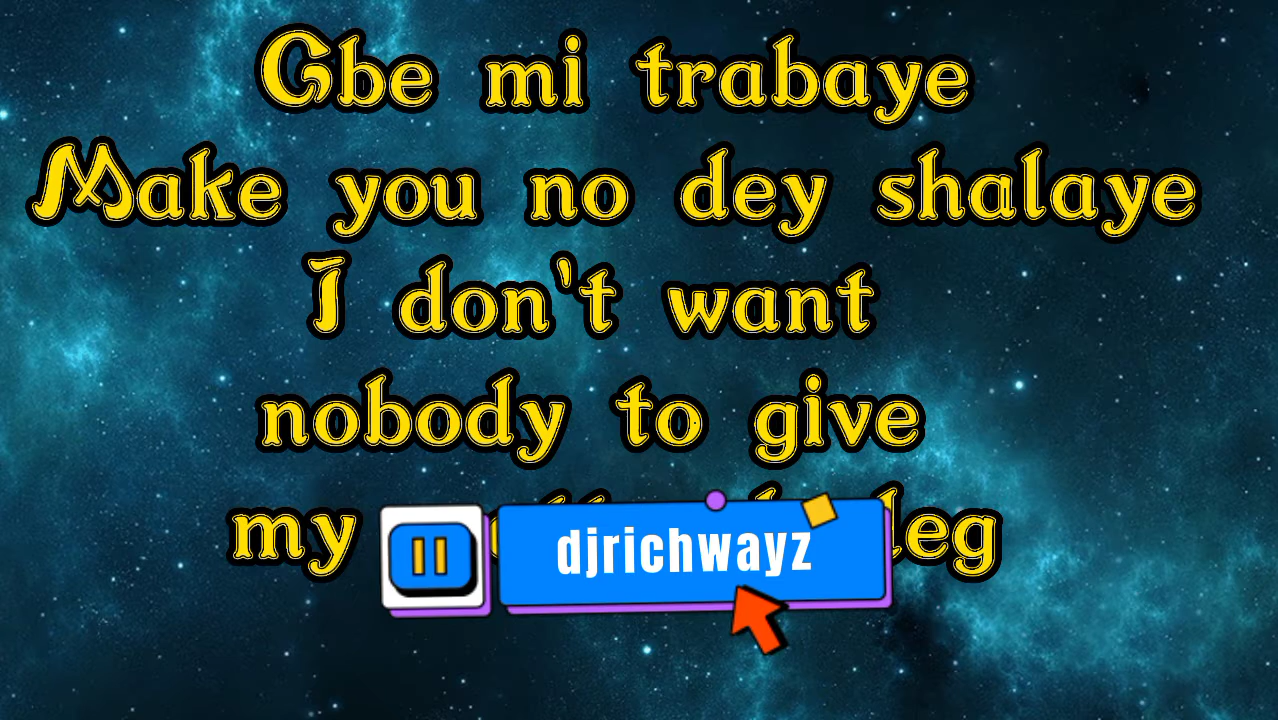 Gbe mi trabaye
Make you no dey shalaye
I don't want
nobody to give
my
leg
djrichwayz